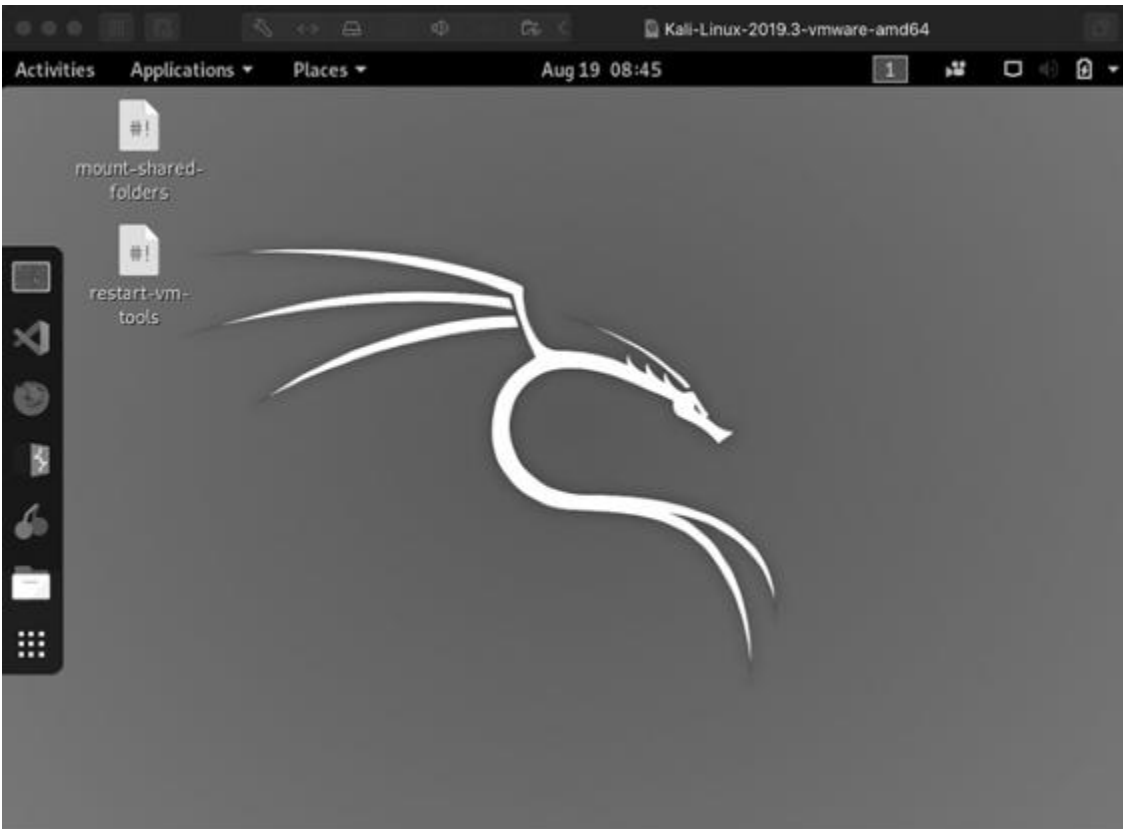 Kali-Linux-2019.3-vmware-amd64
Activities Applications Places Aug 19 08:45 1
#!
mount-shared-
folders
#!
restart-vm-
tools